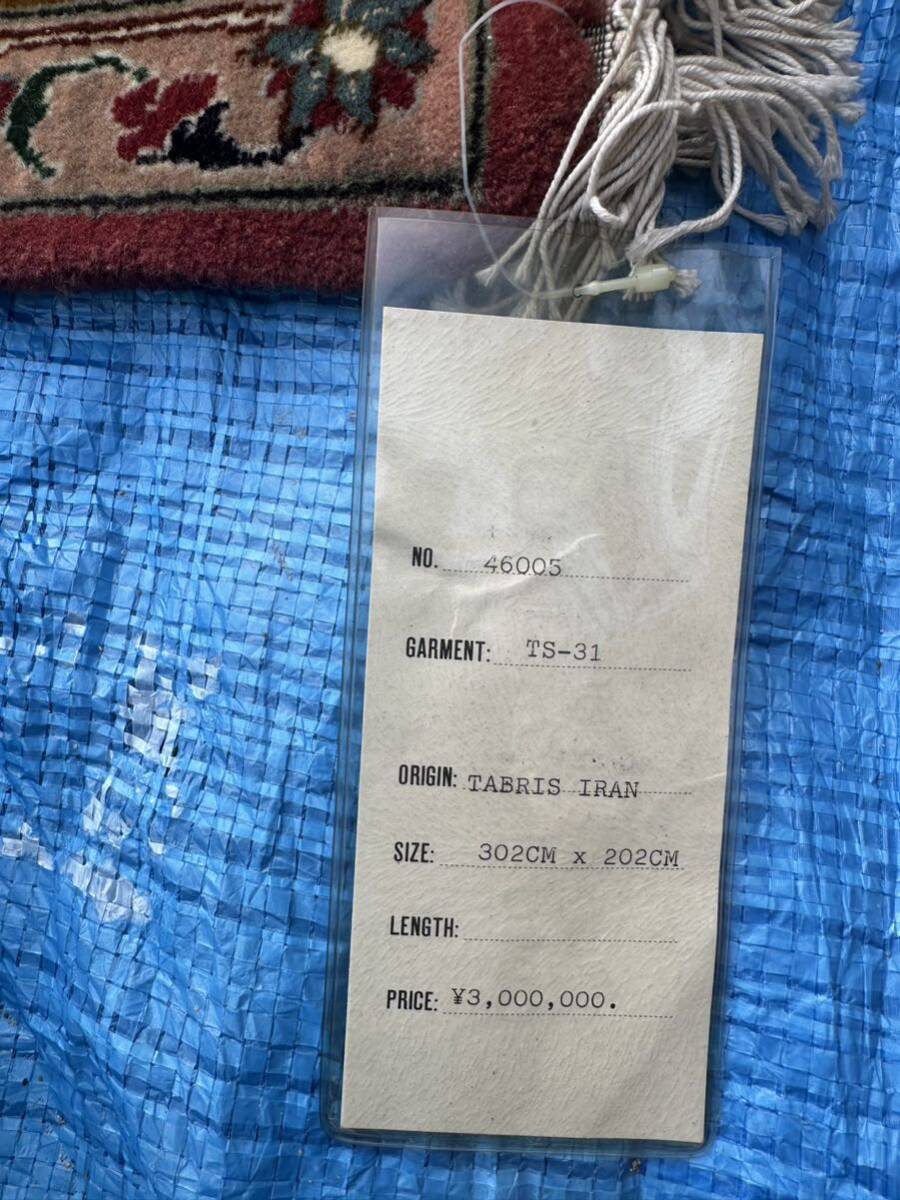 NO. 46005
GARMENT: TS-31
ORIGIN: TABRIS IRAN
SIZE: 302CM x 202CM
LENGTH:
PRICE: ¥3,000,000.